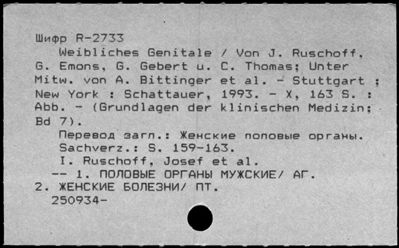 Шифр R-2733
Weibliches Genitale / Von J. Ruschoff,
G. Emons, G. Gebert u. C. Thomas; Unter
Mitw. von A. Bittinger et al. - Stuttgart ;
New York : Schattauer, 1993. - X, 163 S. :
Abb. - (Grundlagen der klinischen Medizin;
Bd 7).
Перевод загл.: Женские половые органы.
Sachverz.: S. 159-163.
I. Ruschoff, Josef et al.
-- 1. ПОЛОВЫЕ ОРГАНЫ МУЖСКИЕ/ АГ.
2. ЖЕНСКИЕ БОЛЕЗНИ/ ПТ.
250934-